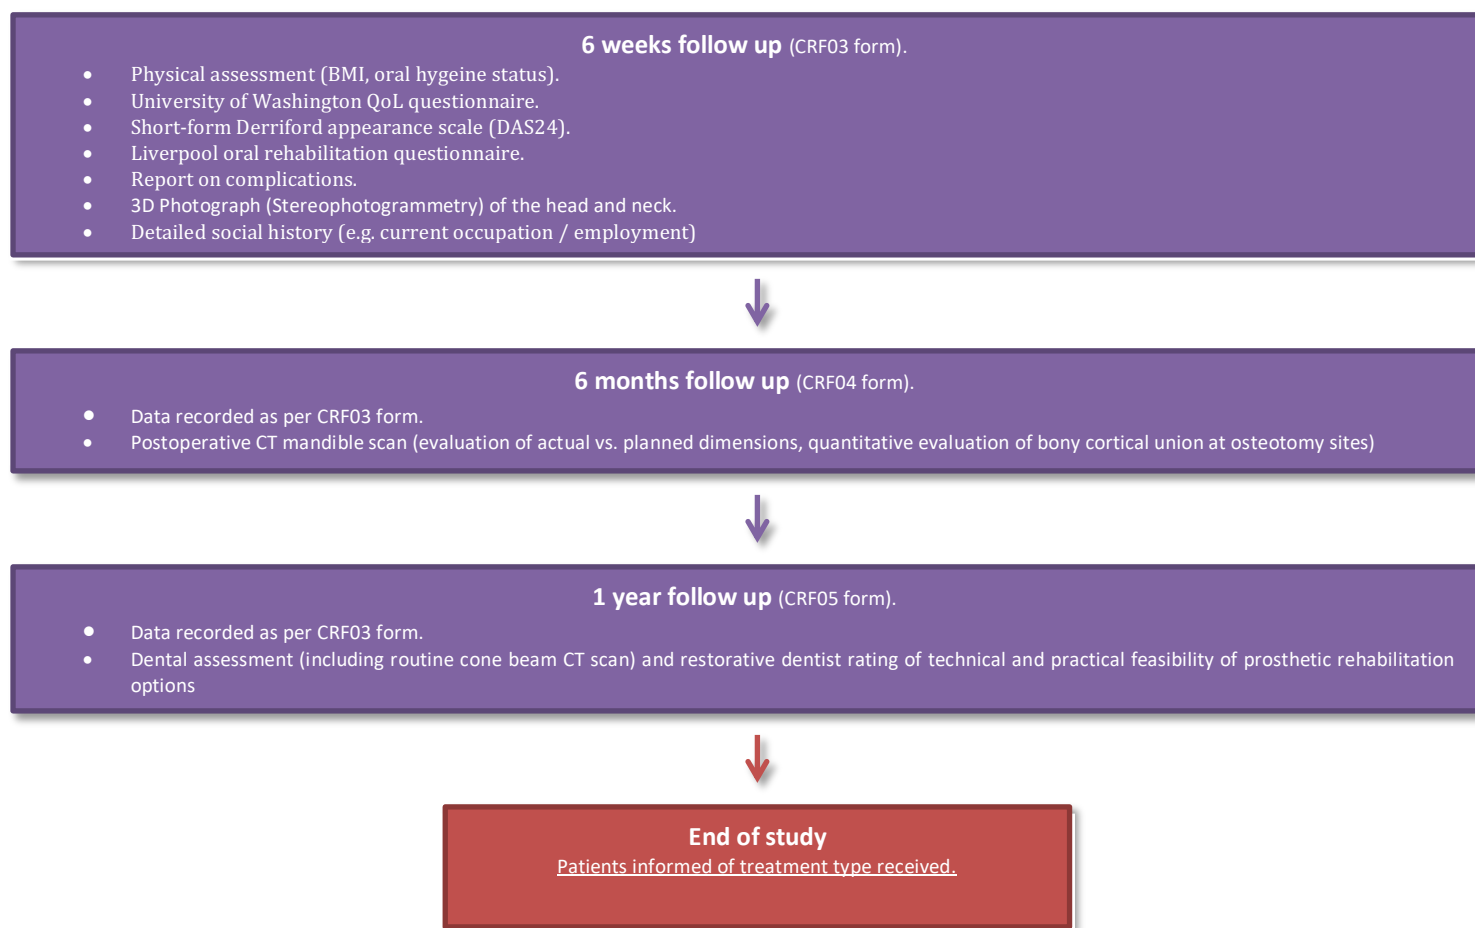 6 weeks follow up (CRF03 form).
• Physical assessment (BMI, oral hygeine status).
• University of Washington QoL questionnaire.
• Short-form Derriford appearance scale (DAS24).
• Liverpool oral rehabilitation questionnaire.
• Report on complications.
• 3D Photograph (Stereophotogrammetry) of the head and neck.
• Detailed social history (e.g. current occupation / employment)
6 months follow up (CRF04 form).
• Data recorded as per CRF03 form.
• Postoperative CT mandible scan (evaluation of actual vs. planned dimensions, quantitative evaluation of bony cortical union at osteotomy sites)
1 year follow up (CRF05 form).
• Data recorded as per CRF03 form.
• Dental assessment (including routine cone beam CT scan) and restorative dentist rating of technical and practical feasibility of prosthetic rehabilitation
options
End of study
Patients informed of treatment type received.